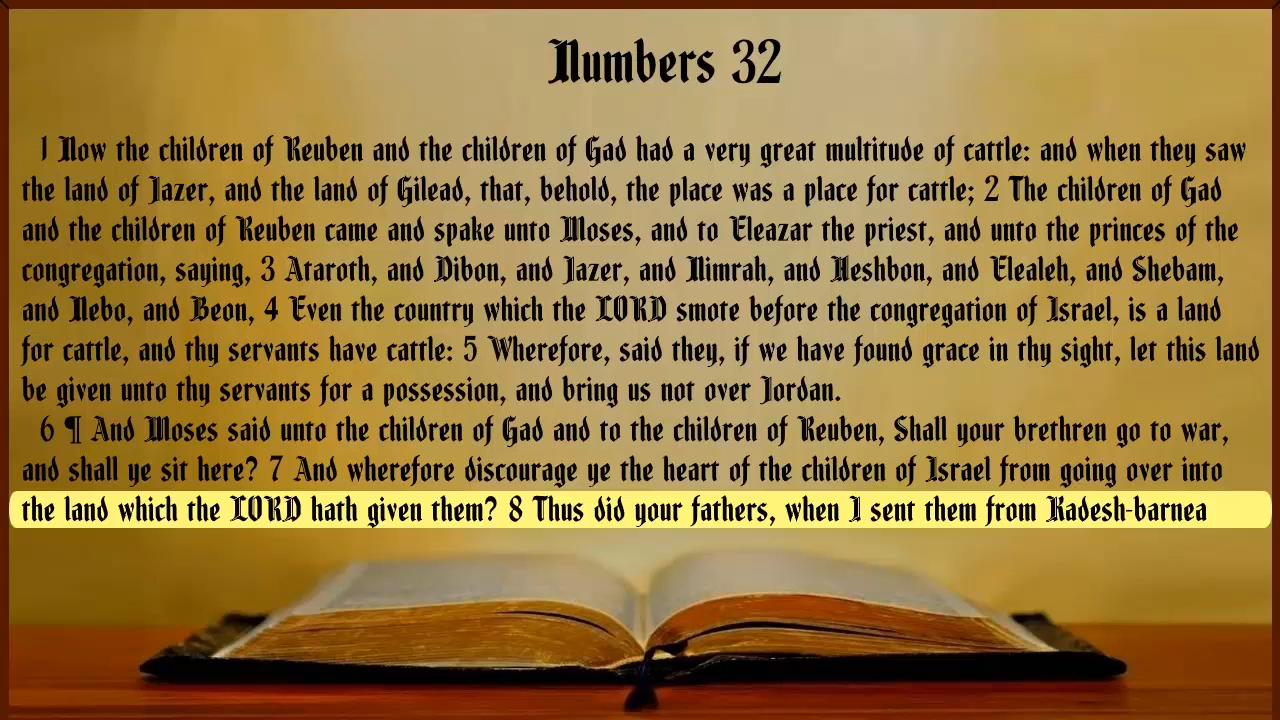 Numbers 32
1 Now the children of Reuben and the children of Gad had a very great multitude of cattle: and when they saw
the land of Jazer, and the land of Gilead, that, behold, the place was a place for cattle; 2 The children of Gad
and the children of Reuben came and spake unto Moses, and to Eleazar the priest, and unto the princes of the
congregation, saying, 3 Ataroth, and Dibon, and Jazer, and Nimrah, and Heshbon, and Elealeh, and Shebam,
and Nebo, and Beon, 4 Even the country which the LORD smote before the congregation of Israel, is a land
for cattle, and thy servants have cattle: 5 Wherefore, said they, if we have found grace in thy sight, let this land
be given unto thy servants for a possession, and bring us not over Jordan.
6 ¶ And Moses said unto the children of Gad and to the children of Reuben, Shall your brethren go to war,
and shall ye sit here? 7 And wherefore discourage ye the heart of the children of Israel from going over into
the land which the LORD hath given them? 8 Thus did your fathers, when I sent them from Kadesh-barnea